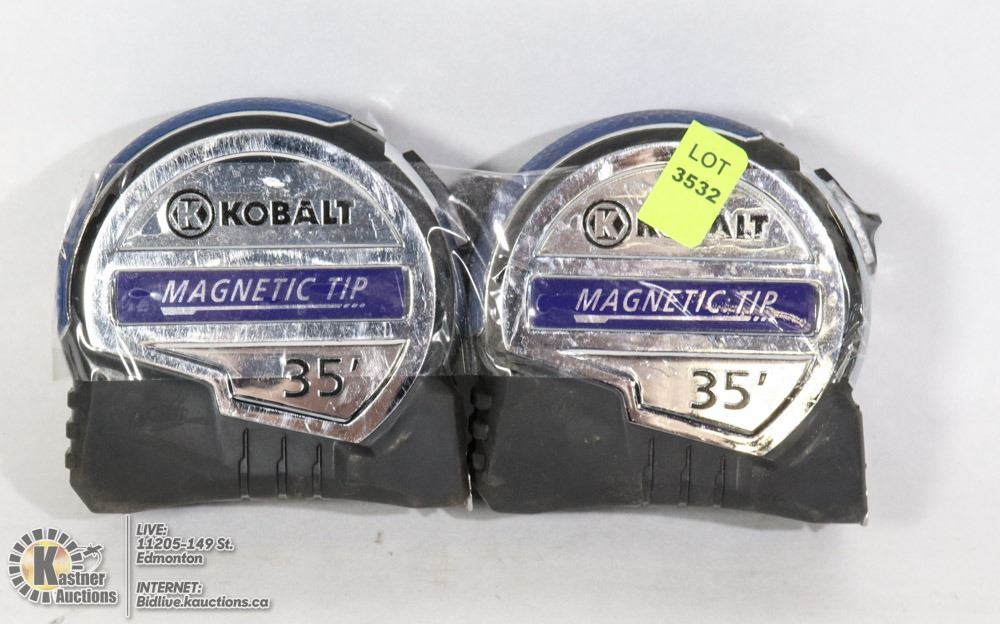 K KOBALT
MAGNETIC TIP
35'
LOT
3532
K ALT
MAGNETIC TIP
35'
Kastner
Auctions
LIVE:
11205-149 St.
Edmonton
INTERNET:
Bidlive.kauctions.ca